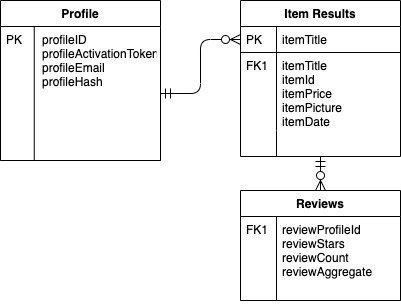 Profile
PK profileID
profileActivationToken
profileEmail
profileHash
Item Results
PK itemTitle
FK1 itemTitle
itemId
itemPrice
itemPicture
itemDate
Reviews
FK1 reviewProfileId
reviewStars
reviewCount
reviewAggregate